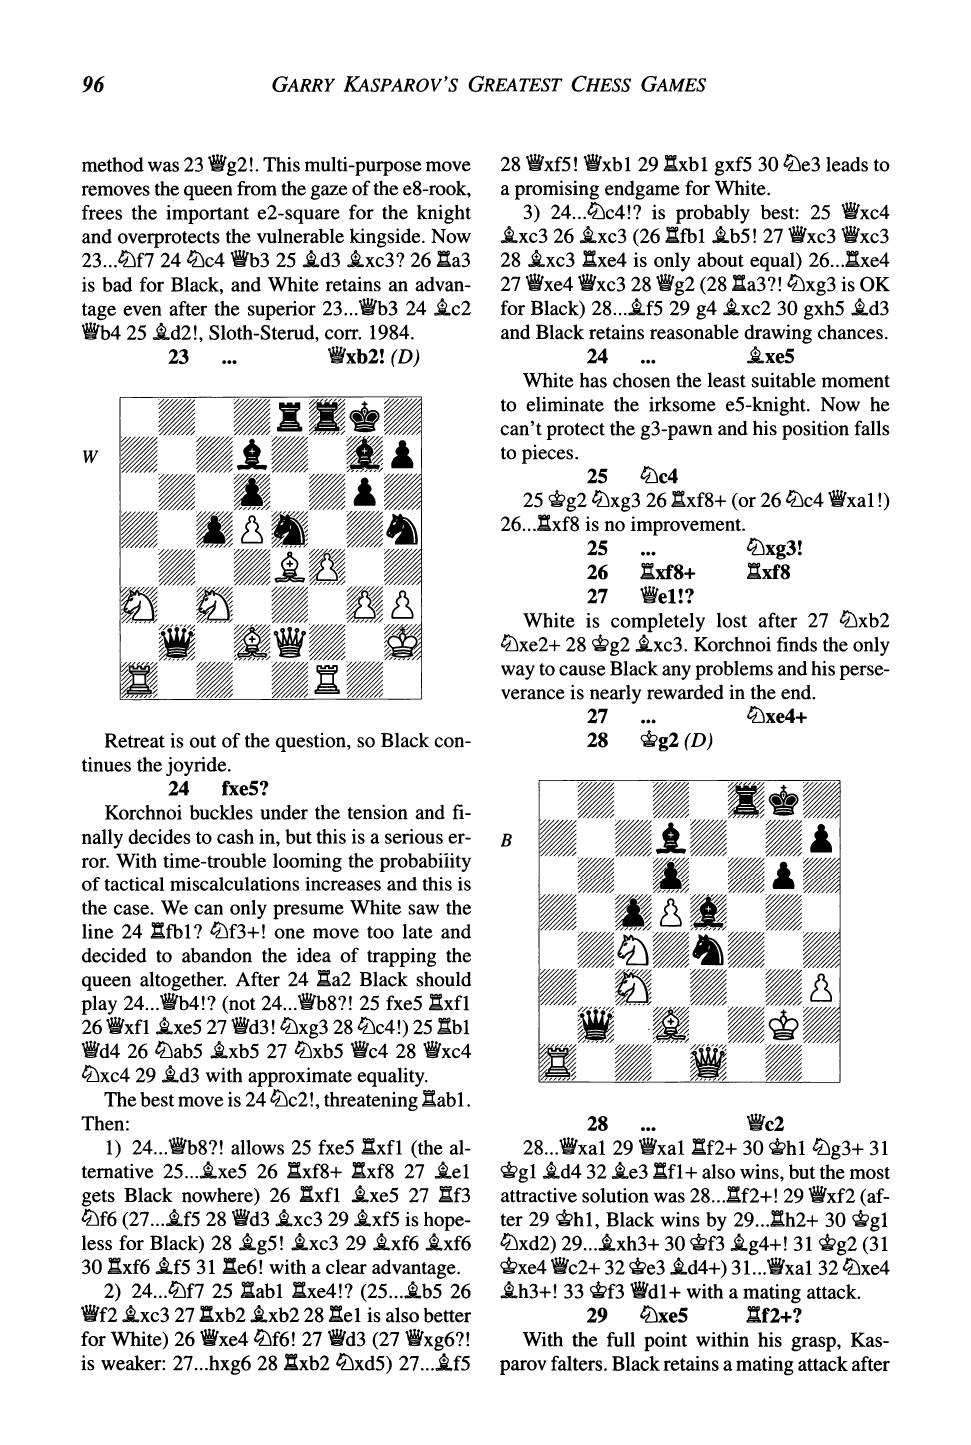 96
GARRY KASPAROV'S GREATEST CHESS GAMES
method was 23 ♕g2!. This multi-purpose move
removes the queen from the gaze of the e8-rook,
frees the important e2-square for the knight
and overprotects the vulnerable kingside. Now
23...♘f7 24 ♘c4 ♕b3 25 ♗d3 ♗xc3? 26 ♖a3
is bad for Black, and White retains an advan-
tage even after the superior 23...♕b3 24 ♗c2
♕b4 25 ♗d2!, Sloth-Sterud, corr. 1984.
23 ... ♕xb2! (D)
W
Retreat is out of the question, so Black con-
tinues the joyride.
24 fxe5?
Korchnoi buckles under the tension and fi-
nally decides to cash in, but this is a serious er-
ror. With time-trouble looming the probability
of tactical miscalculations increases and this is
the case. We can only presume White saw the
line 24 ♖fb1? ♘f3+! one move too late and
decided to abandon the idea of trapping the
queen altogether. After 24 ♖a2 Black should
play 24...♕b4!? (not 24...♕b8?! 25 fxe5 ♖xf1
26 ♕xf1 ♗xe5 27 ♕d3! ♘xg3 28 ♘c4!) 25 ♖b1
♕d4 26 ♘ab5 ♗xb5 27 ♘xb5 ♕c4 28 ♕xc4
♘xc4 29 ♗d3 with approximate equality.
The best move is 24 ♘c2!, threatening ♖ab1.
Then:
1) 24...♕b8?! allows 25 fxe5 ♖xf1 (the al-
ternative 25...♗xe5 26 ♖xf8+ ♖xf8 27 ♗e1
gets Black nowhere) 26 ♖xf1 ♗xe5 27 ♖f3
♘f6 (27...♗f5 28 ♕d3 ♗xc3 29 ♗xf5 is hope-
less for Black) 28 ♗g5! ♗xc3 29 ♗xf6 ♗xf6
30 ♖xf6 ♗f5 31 ♖e6! with a clear advantage.
2) 24...♘f7 25 ♖ab1 ♖xe4!? (25...♗b5 26
♕f2 ♗xc3 27 ♖xb2 ♗xb2 28 ♖e1 is also better
for White) 26 ♕xe4 ♘f6! 27 ♕d3 (27 ♕xg6?!
is weaker: 27...hxg6 28 ♖xb2 ♘xd5) 27...♗f5
28 ♕xf5! ♕xb1 29 ♖xb1 gxf5 30 ♘e3 leads to
a promising endgame for White.
3) 24...♘c4!? is probably best: 25 ♕xc4
♗xc3 26 ♗xc3 (26 ♖fb1 ♗b5! 27 ♕xc3 ♕xc3
28 ♗xc3 ♖xe4 is only about equal) 26...♖xe4
27 ♕xe4 ♕xc3 28 ♕g2 (28 ♖a3?! ♘xg3 is OK
for Black) 28...♗f5 29 g4 ♗xc2 30 gxh5 ♗d3
and Black retains reasonable drawing chances.
24 ... ♗xe5
White has chosen the least suitable moment
to eliminate the irksome e5-knight. Now he
can't protect the g3-pawn and his position falls
to pieces.
25 ♘c4
25 ♔g2 ♘xg3 26 ♖xf8+ (or 26 ♘c4 ♕xa1!)
26...♖xf8 is no improvement.
25 ... ♘xg3!
26 ♖xf8+ ♖xf8
27 ♕e1!?
White is completely lost after 27 ♘xb2
♘xe2+ 28 ♔g2 ♗xc3. Korchnoi finds the only
way to cause Black any problems and his perse-
verance is nearly rewarded in the end.
27 ... ♘xe4+
28 ♔g2 (D)
B
28 ... ♕c2
28...♕xa1 29 ♕xa1 ♖f2+ 30 ♔h1 ♘g3+ 31
♔g1 ♗d4 32 ♗e3 ♖f1+ also wins, but the most
attractive solution was 28...♖f2+! 29 ♕xf2 (af-
ter 29 ♔h1, Black wins by 29...♖h2+ 30 ♔g1
♘xd2) 29...♗xh3+ 30 ♔f3 ♗g4+! 31 ♔g2 (31
♔xe4 ♕c2+ 32 ♔e3 ♗d4+) 31...♕xa1 32 ♘xe4
♗h3+! 33 ♔f3 ♕d1+ with a mating attack.
29 ♘xe5 ♖f2+?
With the full point within his grasp, Kas-
parov falters. Black retains a mating attack after